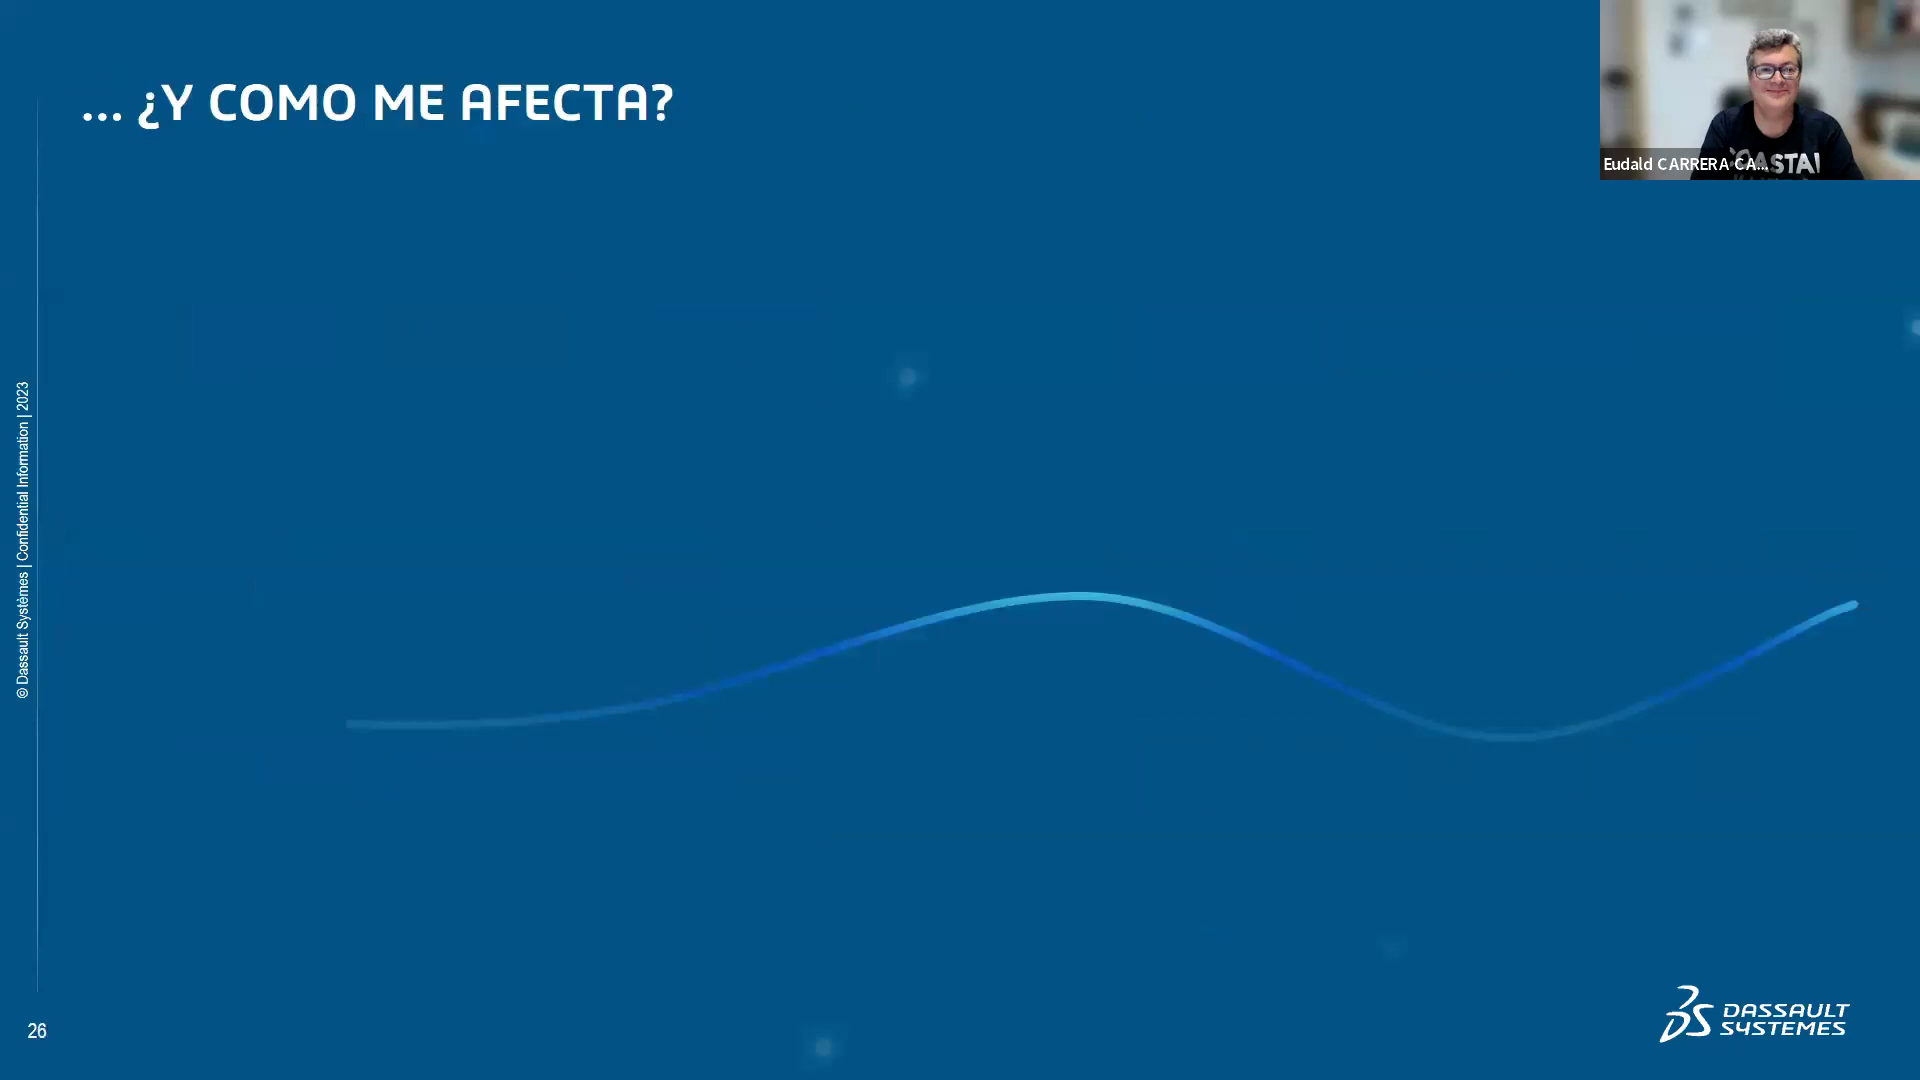 ... ¿Y COMO ME AFECTA?
Eudald CARRERA CA...
© Dassault Systèmes | Confidential Information | 2023
26
DASSAULT
SYSTEMES